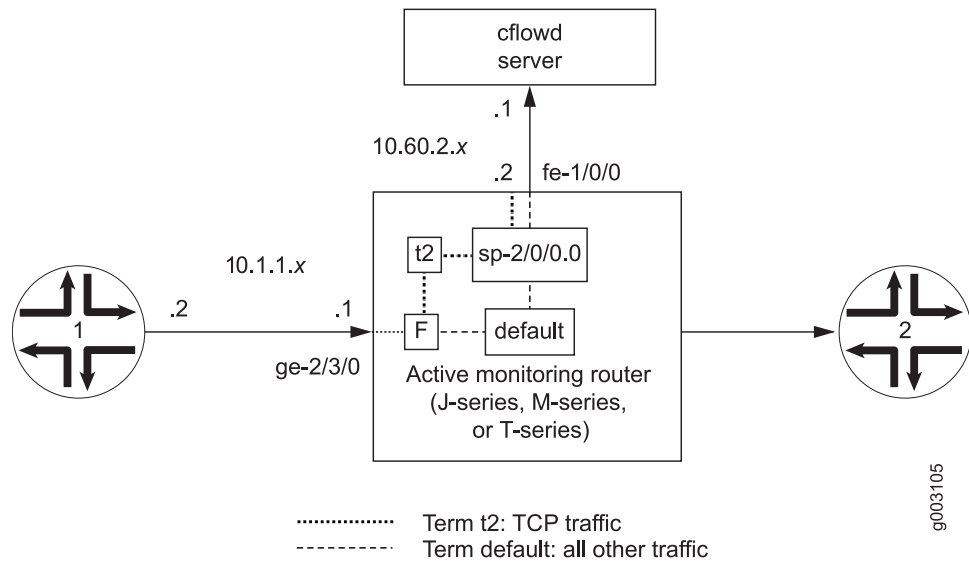 cflowd
server
.1
10.60.2.x
.2
fe-1/0/0
t2
sp-2/0/0.0
10.1.1.x
1
.2
.1
F
default
2
ge-2/3/0
Active monitoring router
(J-series, M-series,
or T-series)
g003105
Term t2: TCP traffic
Term default: all other traffic